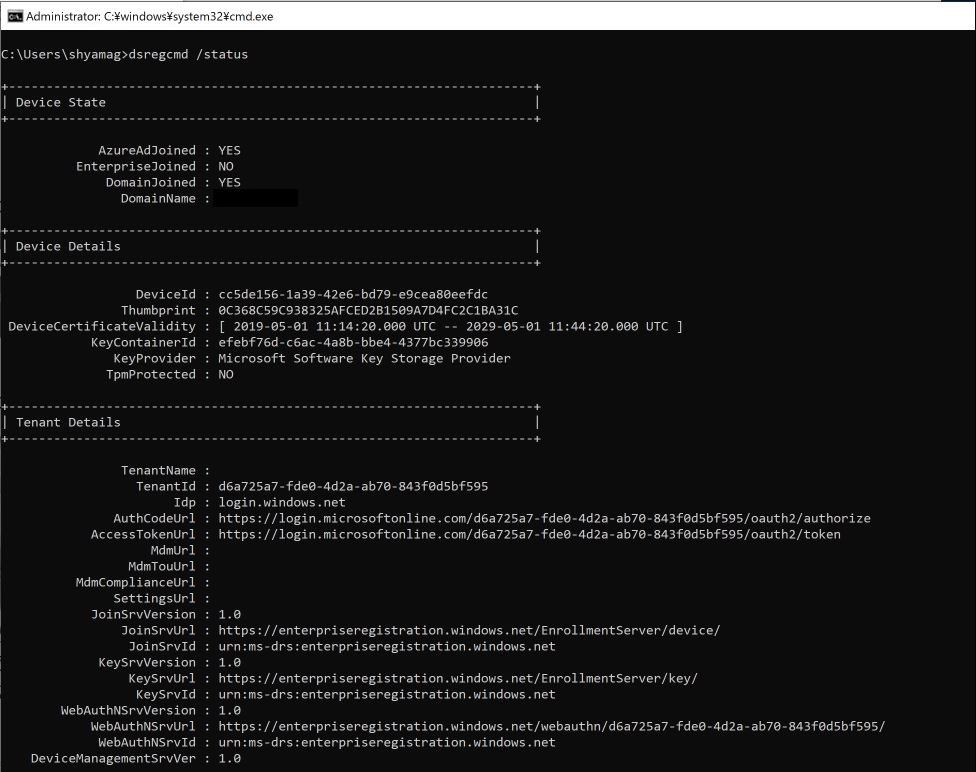 Administrator: C:¥windows¥system32¥cmd.exe
C:\Users\shyamag>dsregcmd /status
+----------------------------------------------------------------------+
| Device State                                                         |
+----------------------------------------------------------------------+
AzureAdJoined : YES
EnterpriseJoined : NO
DomainJoined : YES
DomainName :
+----------------------------------------------------------------------+
| Device Details                                                       |
+----------------------------------------------------------------------+
DeviceId : cc5de156-1a39-42e6-bd79-e9cea80eefdc
Thumbprint : 0C368C59C938325AFCED2B1509A7D4FC2C1BA31C
DeviceCertificateValidity : [ 2019-05-01 11:14:20.000 UTC -- 2029-05-01 11:44:20.000 UTC ]
KeyContainerId : efebf76d-c6ac-4a8b-bbe4-4377bc339906
KeyProvider : Microsoft Software Key Storage Provider
TpmProtected : NO
+----------------------------------------------------------------------+
| Tenant Details                                                       |
+----------------------------------------------------------------------+
TenantName :
TenantId : d6a725a7-fde0-4d2a-ab70-843f0d5bf595
Idp : login.windows.net
AuthCodeUrl : https://login.microsoftonline.com/d6a725a7-fde0-4d2a-ab70-843f0d5bf595/oauth2/authorize
AccessTokenUrl : https://login.microsoftonline.com/d6a725a7-fde0-4d2a-ab70-843f0d5bf595/oauth2/token
MdmUrl :
MdmTouUrl :
MdmComplianceUrl :
SettingsUrl :
JoinSrvVersion : 1.0
JoinSrvUrl : https://enterpriseregistration.windows.net/EnrollmentServer/device/
JoinSrvId : urn:ms-drs:enterpriseregistration.windows.net
KeySrvVersion : 1.0
KeySrvUrl : https://enterpriseregistration.windows.net/EnrollmentServer/key/
KeySrvId : urn:ms-drs:enterpriseregistration.windows.net
WebAuthNSrvVersion : 1.0
WebAuthNSrvUrl : https://enterpriseregistration.windows.net/webauthn/d6a725a7-fde0-4d2a-ab70-843f0d5bf595/
WebAuthNSrvId : urn:ms-drs:enterpriseregistration.windows.net
DeviceManagementSrvVer : 1.0